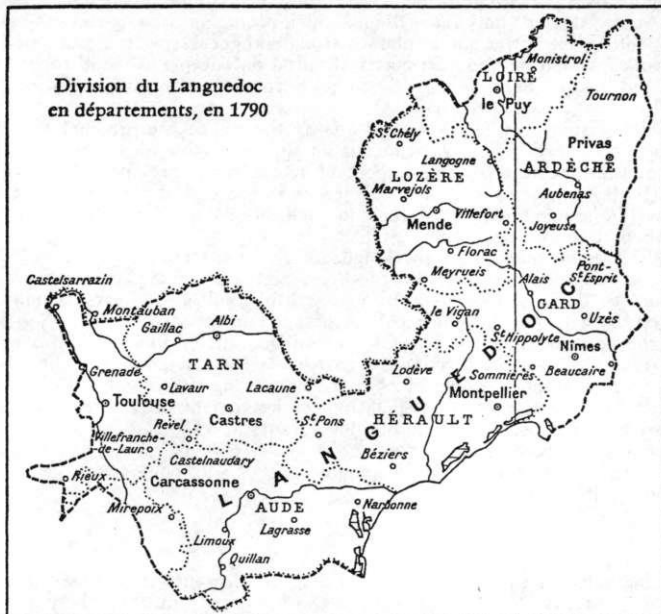 Division du Languedoc
en départements, en 1790
Monistrol
LOIRE
le Puy
Tournon
St Chély
Privas
Langogne
ARDÈCHE
LOZÈRE
Marvejols
Aubenas
Mende
Villefort
Joyeuse
Florac
Castelsarrazin
Meyrueis
Alais
Pont-
St Esprit
Montauban
GARD
Gaillac
Albi
le Vigan
Uzès
St Hippolyte
Nîmes
Grenade
TARN
Lodève
Sommières
Beaucaire
Lavaur
Lacaune
Montpellier
Toulouse
HÉRAULT
Castres
St Pons
Revel
Villefranche-
de-Laur.
Castelnaudary
Béziers
LANGUEDOC
Rieux
Carcassonne
AUDE
Narbonne
Mirepoix
Lagrasse
Limoux
Quillan